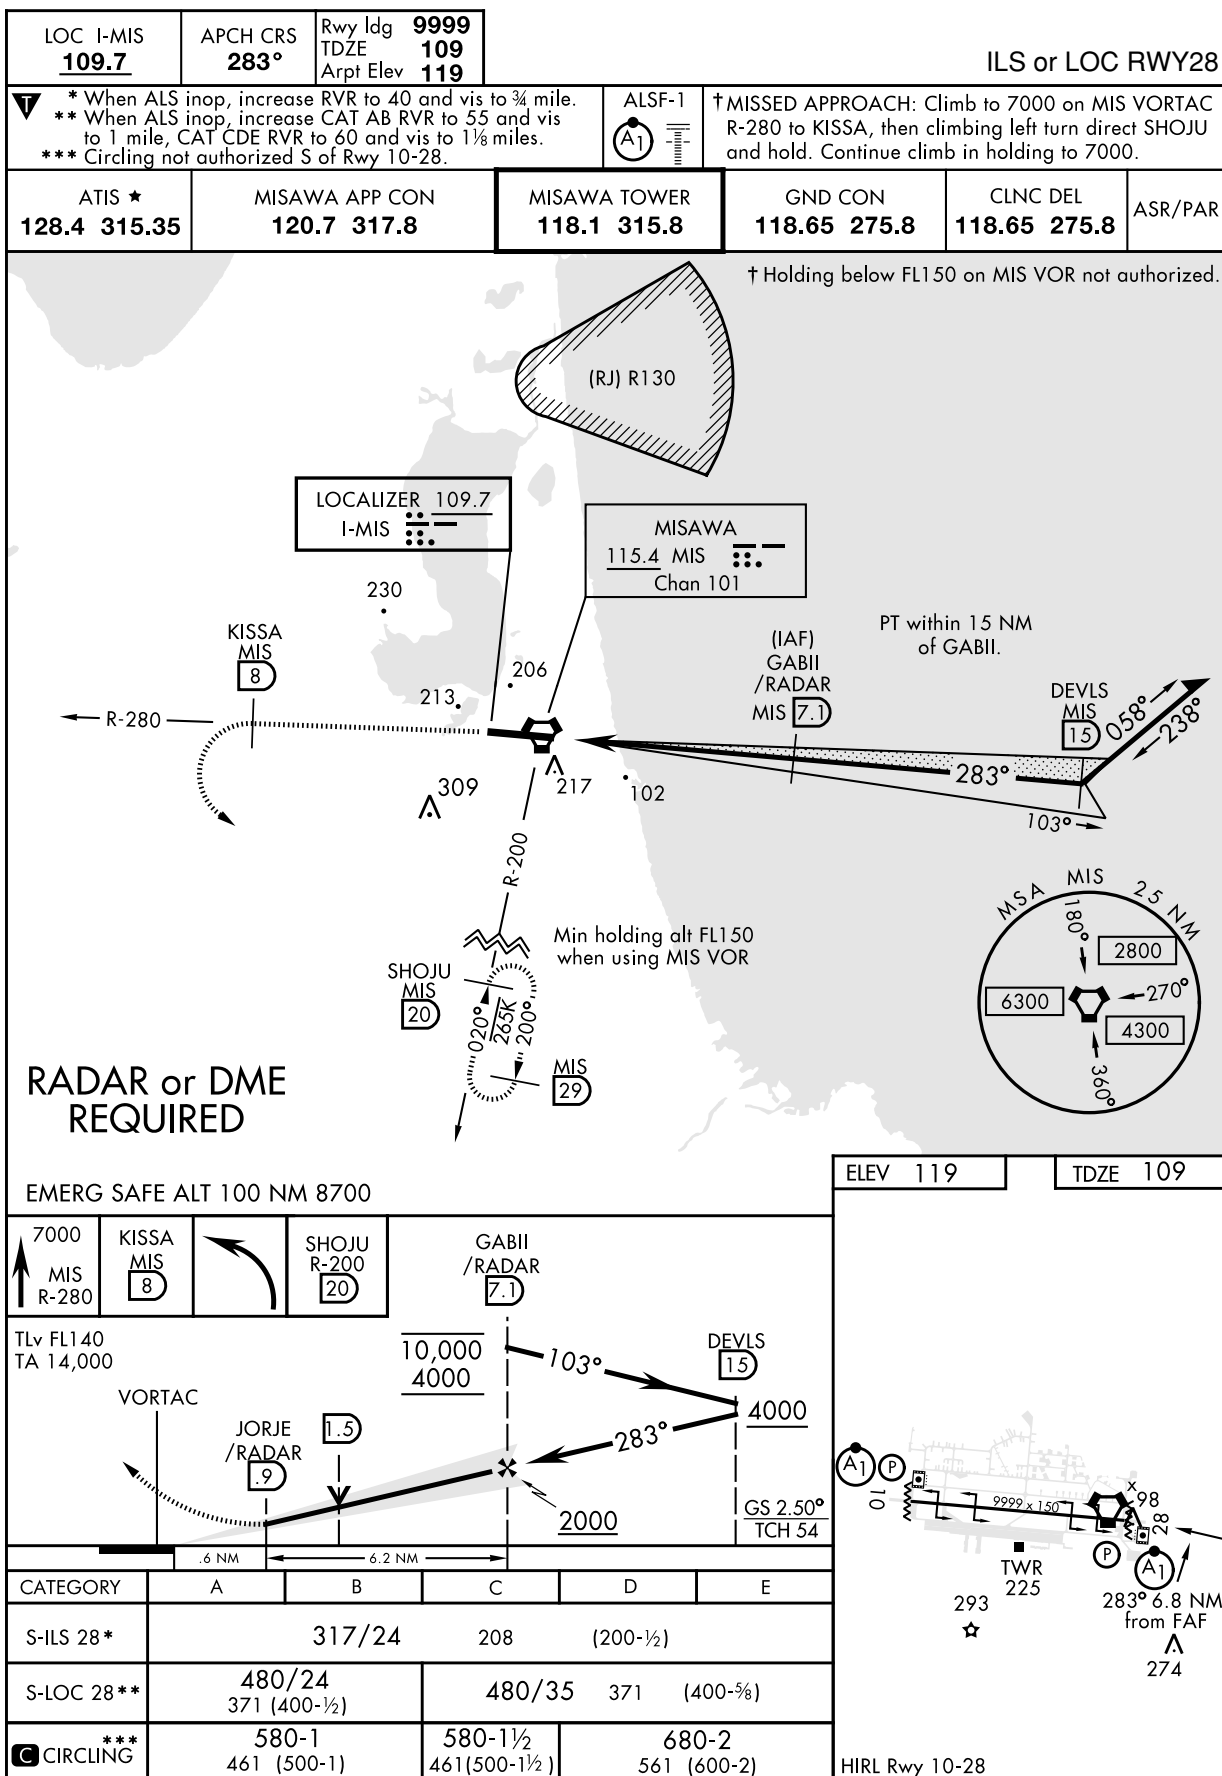 LOC I-MIS
109.7
APCH CRS
283°
Rwy ldg 9999
TDZE 109
Arpt Elev 119
ILS or LOC RWY28
T
* When ALS inop, increase RVR to 40 and vis to ¾ mile.
** When ALS inop, increase CAT AB RVR to 55 and vis
to 1 mile, CAT CDE RVR to 60 and vis to 1⅛ miles.
*** Circling not authorized S of Rwy 10-28.
ALSF-1
A1
† MISSED APPROACH: Climb to 7000 on MIS VORTAC
R-280 to KISSA, then climbing left turn direct SHOJU
and hold. Continue climb in holding to 7000.
ATIS ★
128.4 315.35
MISAWA APP CON
120.7 317.8
MISAWA TOWER
118.1 315.8
GND CON
118.65 275.8
CLNC DEL
118.65 275.8
ASR/PAR
† Holding below FL150 on MIS VOR not authorized.
(RJ) R130
LOCALIZER 109.7
I-MIS
MISAWA
115.4 MIS
Chan 101
230
KISSA
MIS
8
206
213
R-280
309
217
102
(IAF)
GABII
/RADAR
MIS 7.1
PT within 15 NM
of GABII.
DEVLS
MIS
15
058°
238°
283°
103°
R-200
Min holding alt FL150
when using MIS VOR
SHOJU
MIS
20
020°
265K
200°
MIS
29
MSA MIS 25 NM
180°
2800
6300
270°
4300
360°
RADAR or DME
REQUIRED
EMERG SAFE ALT 100 NM 8700
ELEV 119
TDZE 109
7000
MIS
R-280
KISSA
MIS
8
SHOJU
R-200
20
GABII
/RADAR
7.1
TLv FL140
TA 14,000
10,000
4000
103°
DEVLS
15
4000
VORTAC
JORJE
/RADAR
.9
1.5
283°
2000
GS 2.50°
TCH 54
.6 NM
6.2 NM
A1
P
10
9999 x 150
x
98
28
TWR
225
P
A1
293
283° 6.8 NM
from FAF
274
HIRL Rwy 10-28
CATEGORY A B C D E
S-ILS 28* 317/24 208 (200-½)
S-LOC 28** 480/24
371 (400-½)
480/35 371 (400-⅝)
C CIRCLING ***
580-1
461 (500-1)
580-1½
461(500-1½)
680-2
561 (600-2)